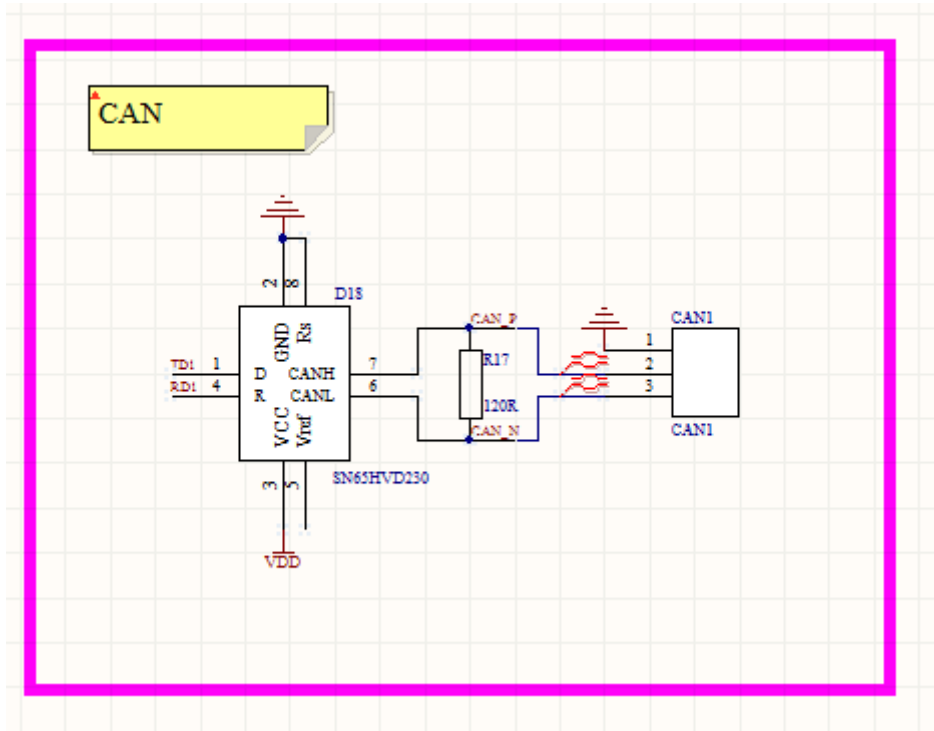 CAN
2
8
D18
GND
Rs
TD1
1
D
CANH
7
RD1
4
R
CANL
6
VCC
Vref
3
5
SN65HVD230
VDD
CAN_P
R17
120R
CAN_N
CAN1
1
2
3
CAN1